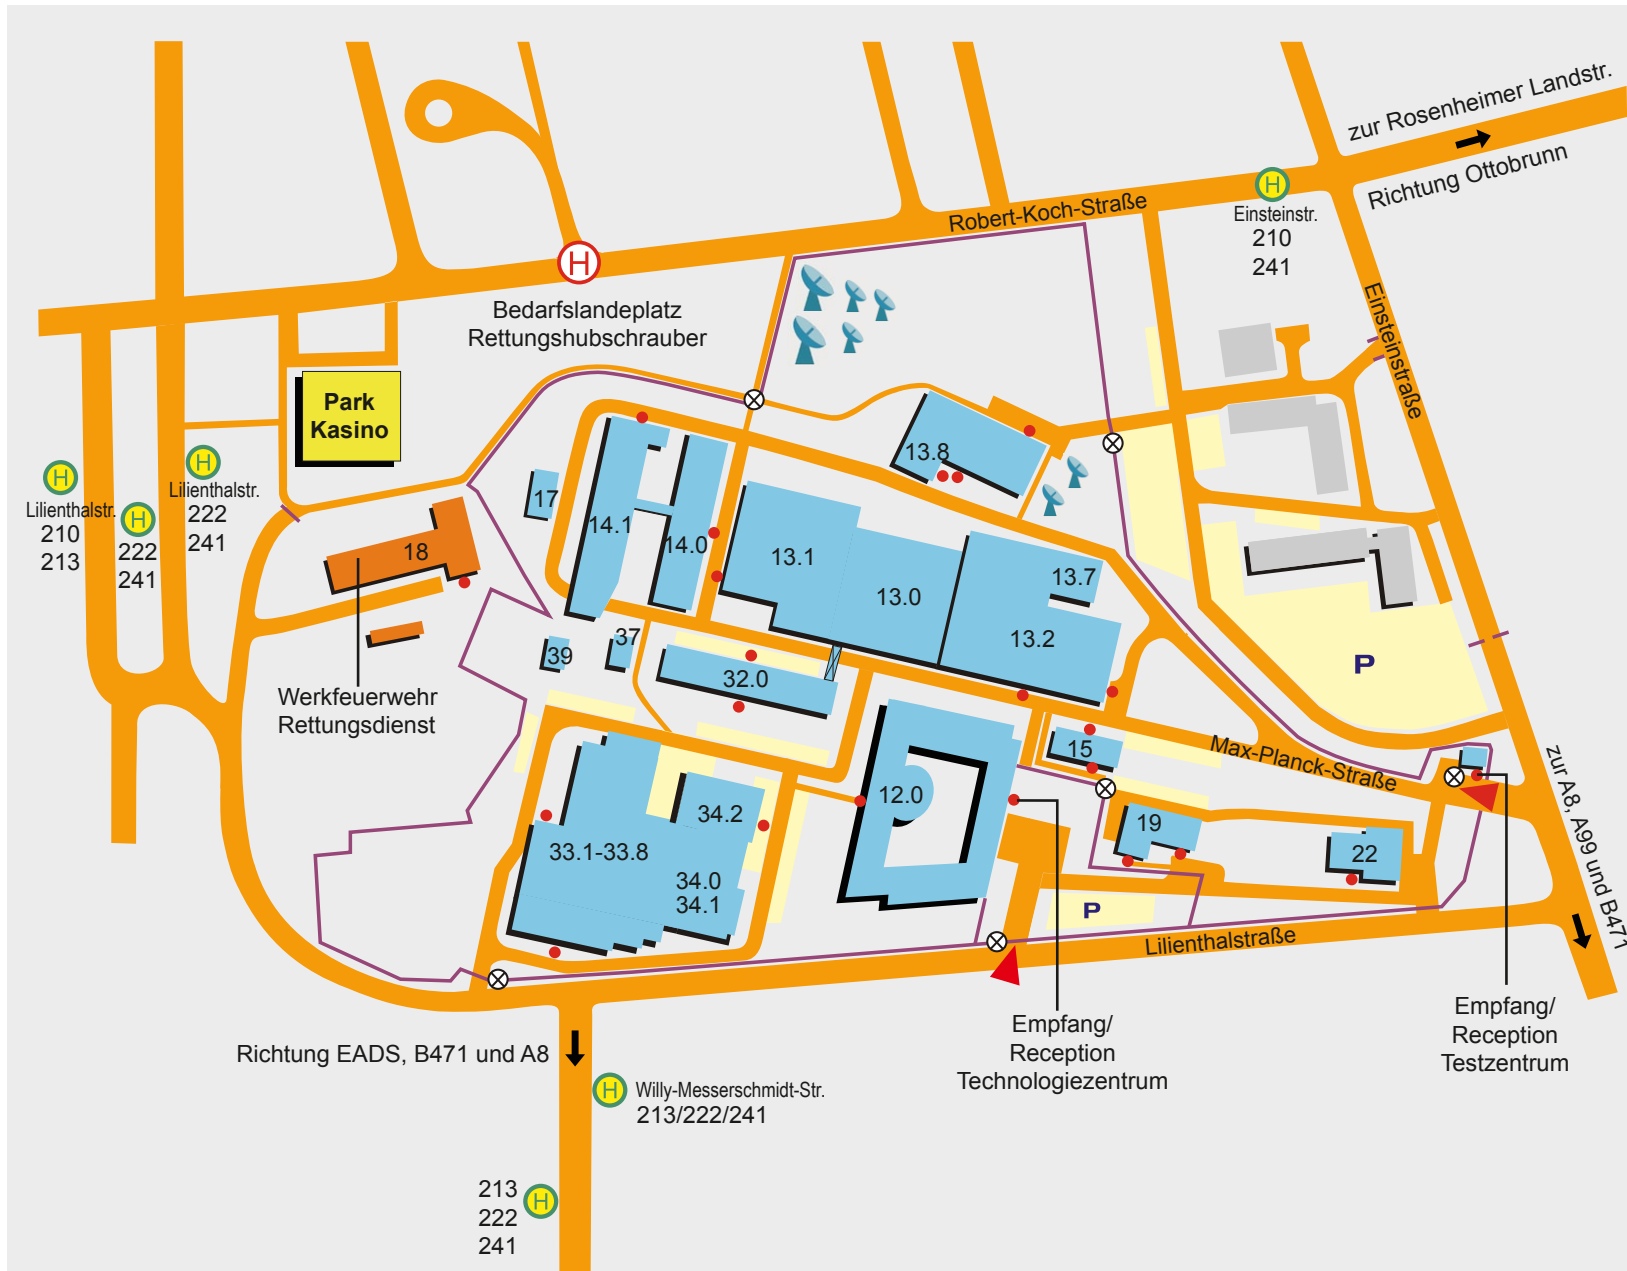 zur Rosenheimer Landstr.
Richtung Ottobrunn
H
Einsteinstr.
210
241
Robert-Koch-Straße
H
Bedarfslandeplatz
Rettungshubschrauber
Einsteinstraße
Park
Kasino
H
Lilienthalstr.
210
213
H
222
241
H
Lilienthalstr.
222
241
13.8
17
14.1
14.0
18
13.1
13.0
13.7
13.2
37
39
32.0
P
Werkfeuerwehr
Rettungsdienst
15
Max-Planck-Straße
12.0
34.2
33.1-33.8
34.0
34.1
19
22
P
zur A8, A99 und B471
Lilienthalstraße
Empfang/
Reception
Technologiezentrum
Empfang/
Reception
Testzentrum
Richtung EADS, B471 und A8
H
Willy-Messerschmidt-Str.
213/222/241
213
222
241
H